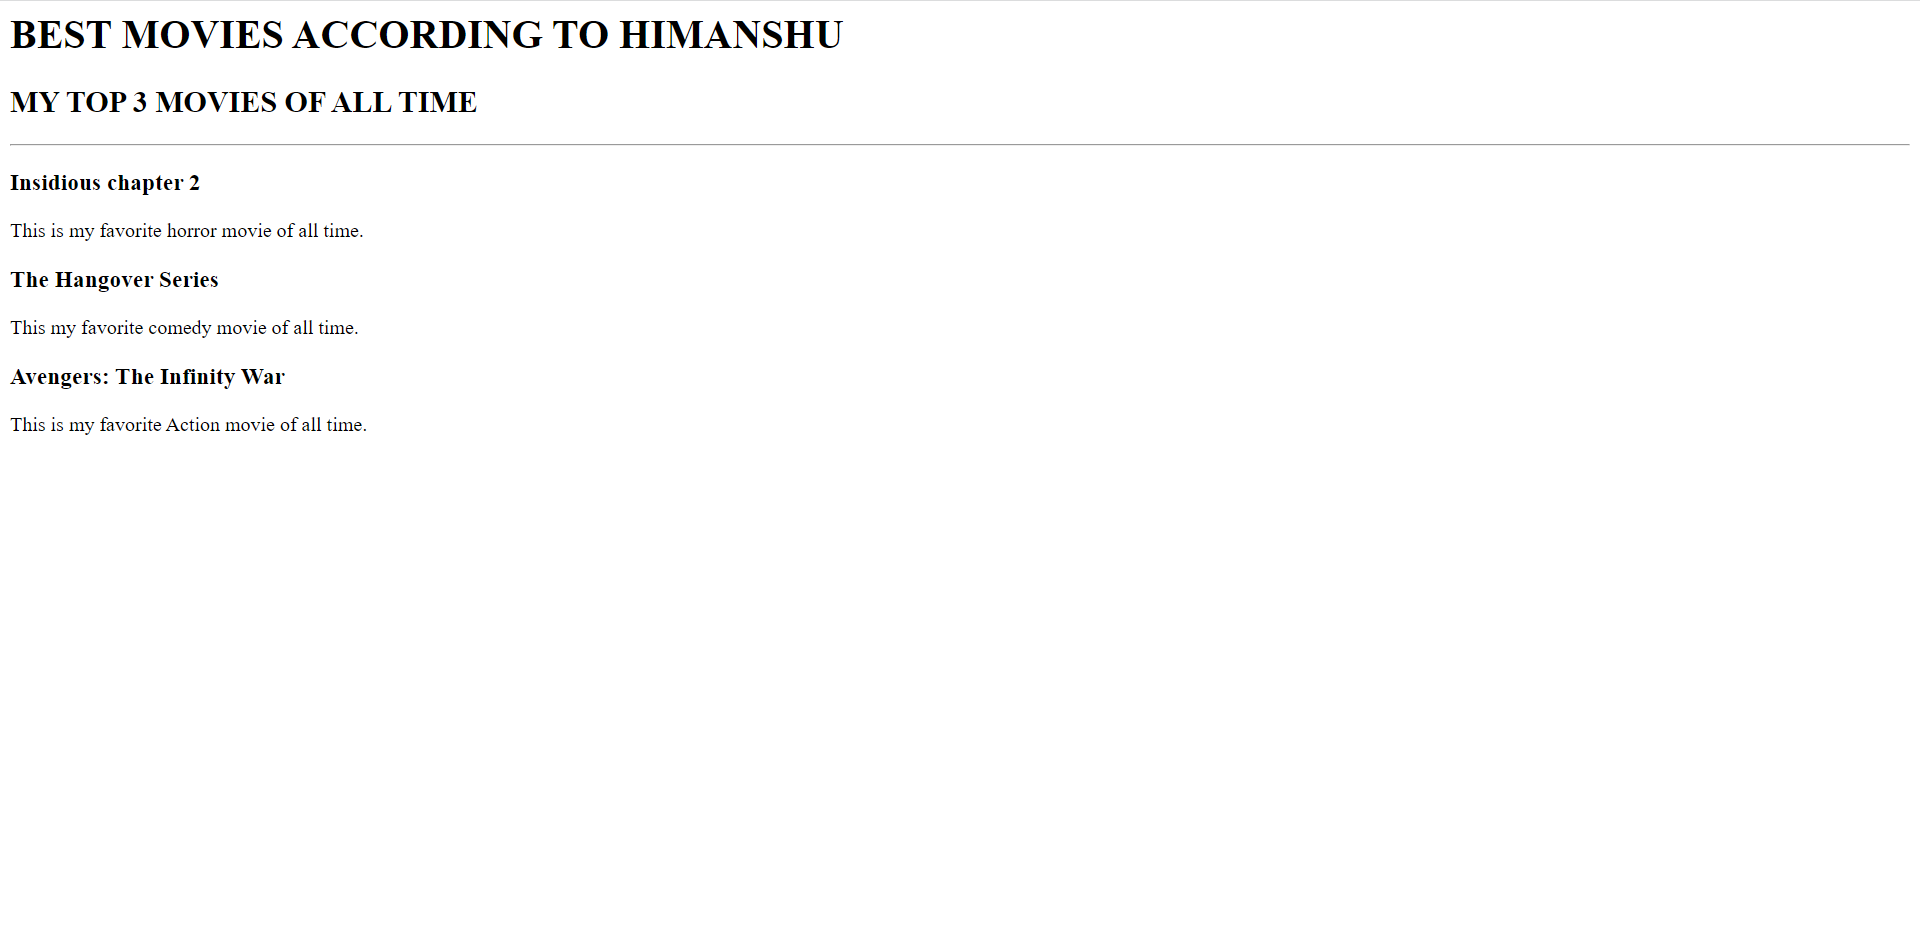 BEST MOVIES ACCORDING TO HIMANSHU
MY TOP 3 MOVIES OF ALL TIME
Insidious chapter 2
This is my favorite horror movie of all time.
The Hangover Series
This my favorite comedy movie of all time.
Avengers: The Infinity War
This is my favorite Action movie of all time.